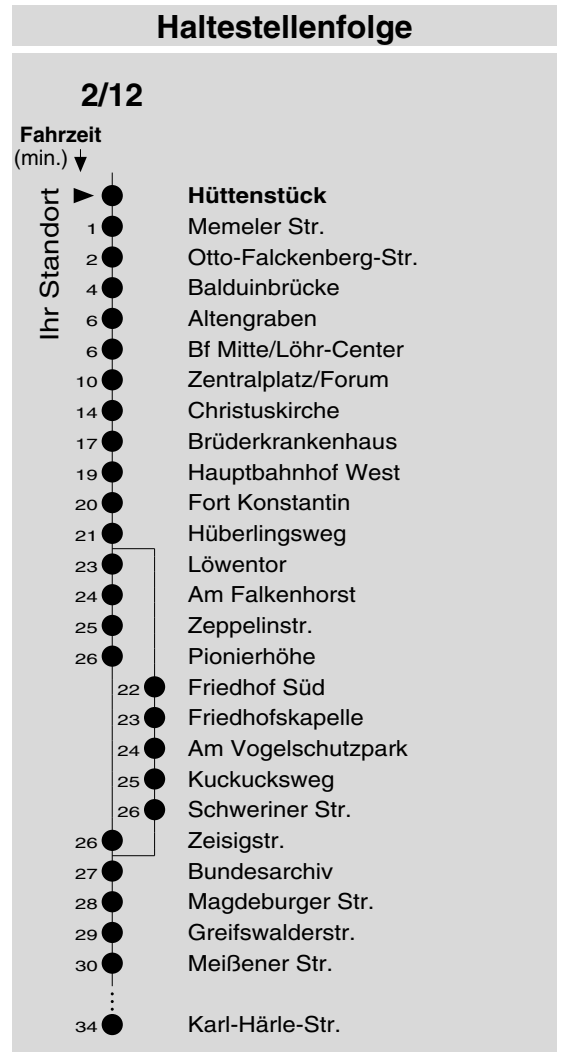 Haltestellenfolge
2/12
Fahrzeit
(min.)
Ihr Standort
Hüttenstück
1 Memeler Str.
2 Otto-Falckenberg-Str.
4 Balduinbrücke
6 Altengraben
6 Bf Mitte/Löhr-Center
10 Zentralplatz/Forum
14 Christuskirche
17 Brüderkrankenhaus
19 Hauptbahnhof West
20 Fort Konstantin
21 Hüberlingsweg
23 Löwentor
24 Am Falkenhorst
25 Zeppelinstr.
26 Pionierhöhe
22 Friedhof Süd
23 Friedhofskapelle
24 Am Vogelschutzpark
25 Kuckucksweg
26 Schweriner Str.
26 Zeisigstr.
27 Bundesarchiv
28 Magdeburger Str.
29 Greifswalderstr.
30 Meißener Str.
34 Karl-Härle-Str.